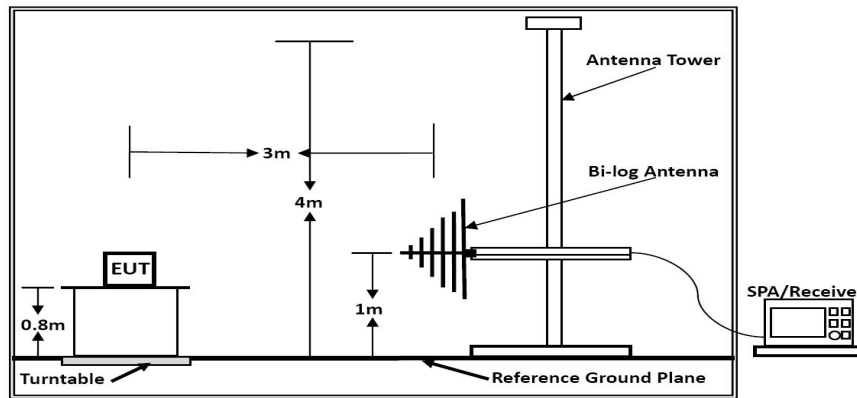 Antenna Tower
3m
Bi-log Antenna
4m
EUT
SPA/Receive
0.8m
1m
Turntable
Reference Ground Plane